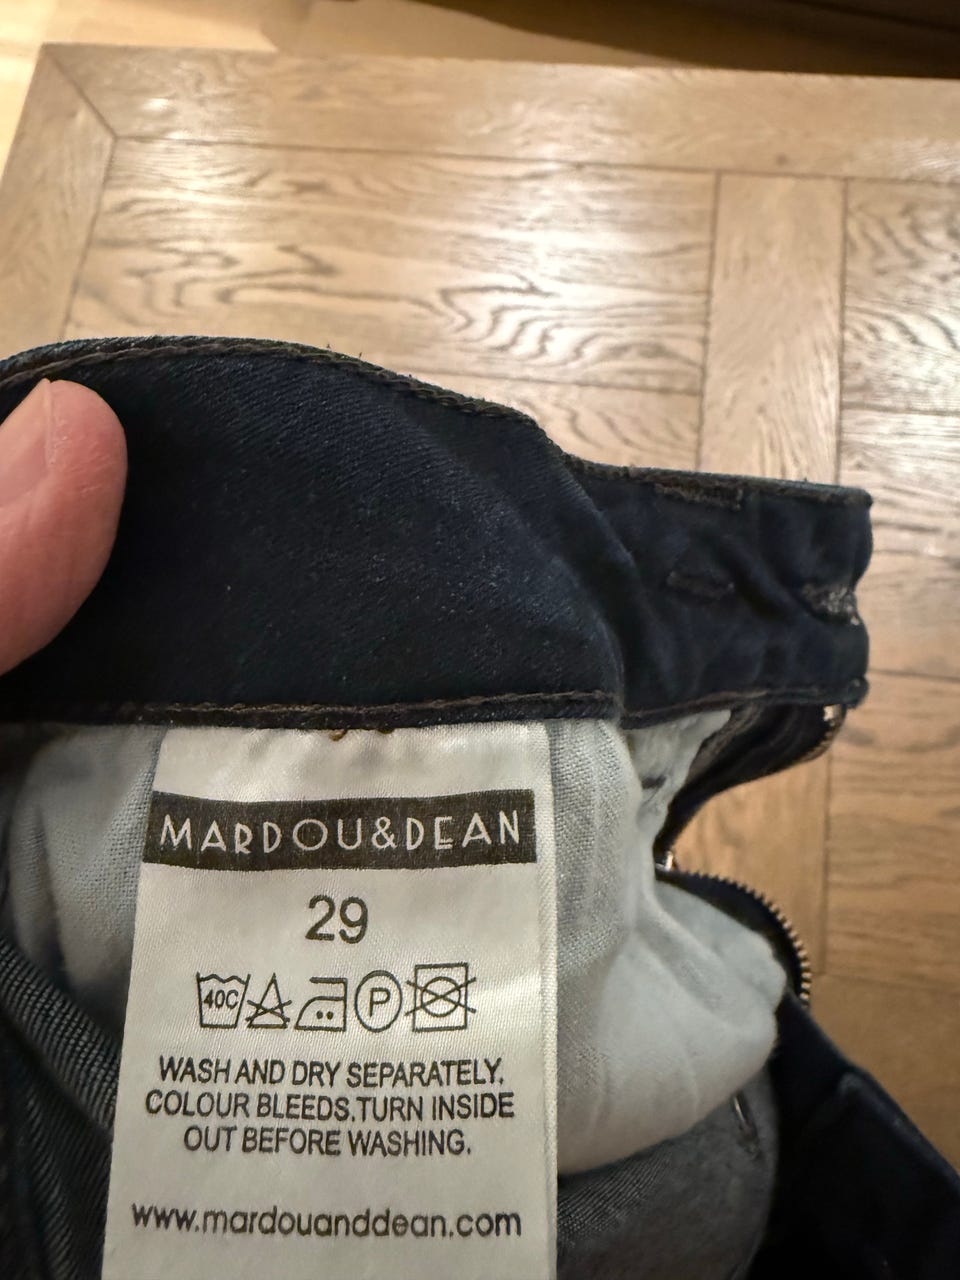 MARDOU&DEAN
29
40C P
WASH AND DRY SEPARATELY,
COLOUR BLEEDS,TURN INSIDE
OUT BEFORE WASHING.
www.mardouanddean.com